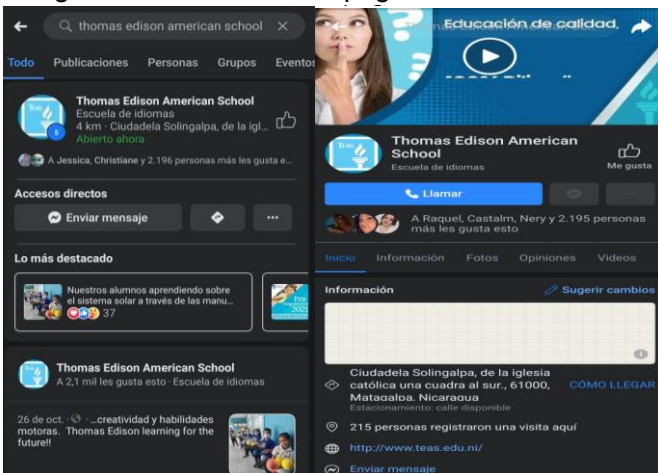 thomas edison american school
Todo Publicaciones Personas Grupos Eventos
Thomas Edison American School
Escuela de idiomas
4 km · Ciudadela Solingalpa, de la igl...
Abierto ahora
A Jessica, Christiane y 2.196 personas más les gusta e...
Accesos directos
Enviar mensaje
Lo más destacado
Nuestros alumnos aprendiendo sobre
el sistema solar a través de las manu...
37
Thomas Edison American School
A 2,1 mil les gusta esto · Escuela de idiomas
26 de oct. · ...creatividad y habilidades
motoras. Thomas Edison learning for the
future!!
Educación de calidad,
Thomas Edison American
School
Escuela de idiomas
Me gusta
Llamar
A Raquel, Castalm, Nery y 2.195 personas
más les gusta esto
Inicio Información Fotos Opiniones Videos
Información
Sugerir cambios
Ciudadela Solingalpa, de la iglesia
católica una cuadra al sur., 61000,
Matagalpa, Nicaragua
CÓMO LLEGAR
Estacionamiento: calle disponible
215 personas registraron una visita aquí
http://www.teas.edu.ni/
Enviar mensaje